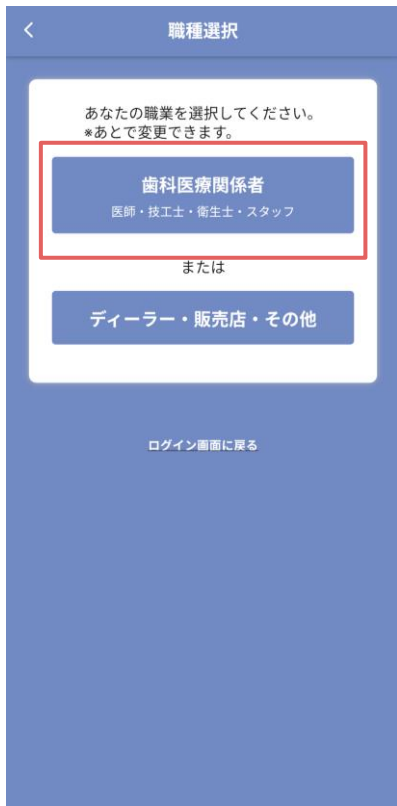 職種選択
あなたの職業を選択してください。
*あとで変更できます。
歯科医療関係者
医師・技工士・衛生士・スタッフ
または
ディーラー・販売店・その他
ログイン画面に戻る